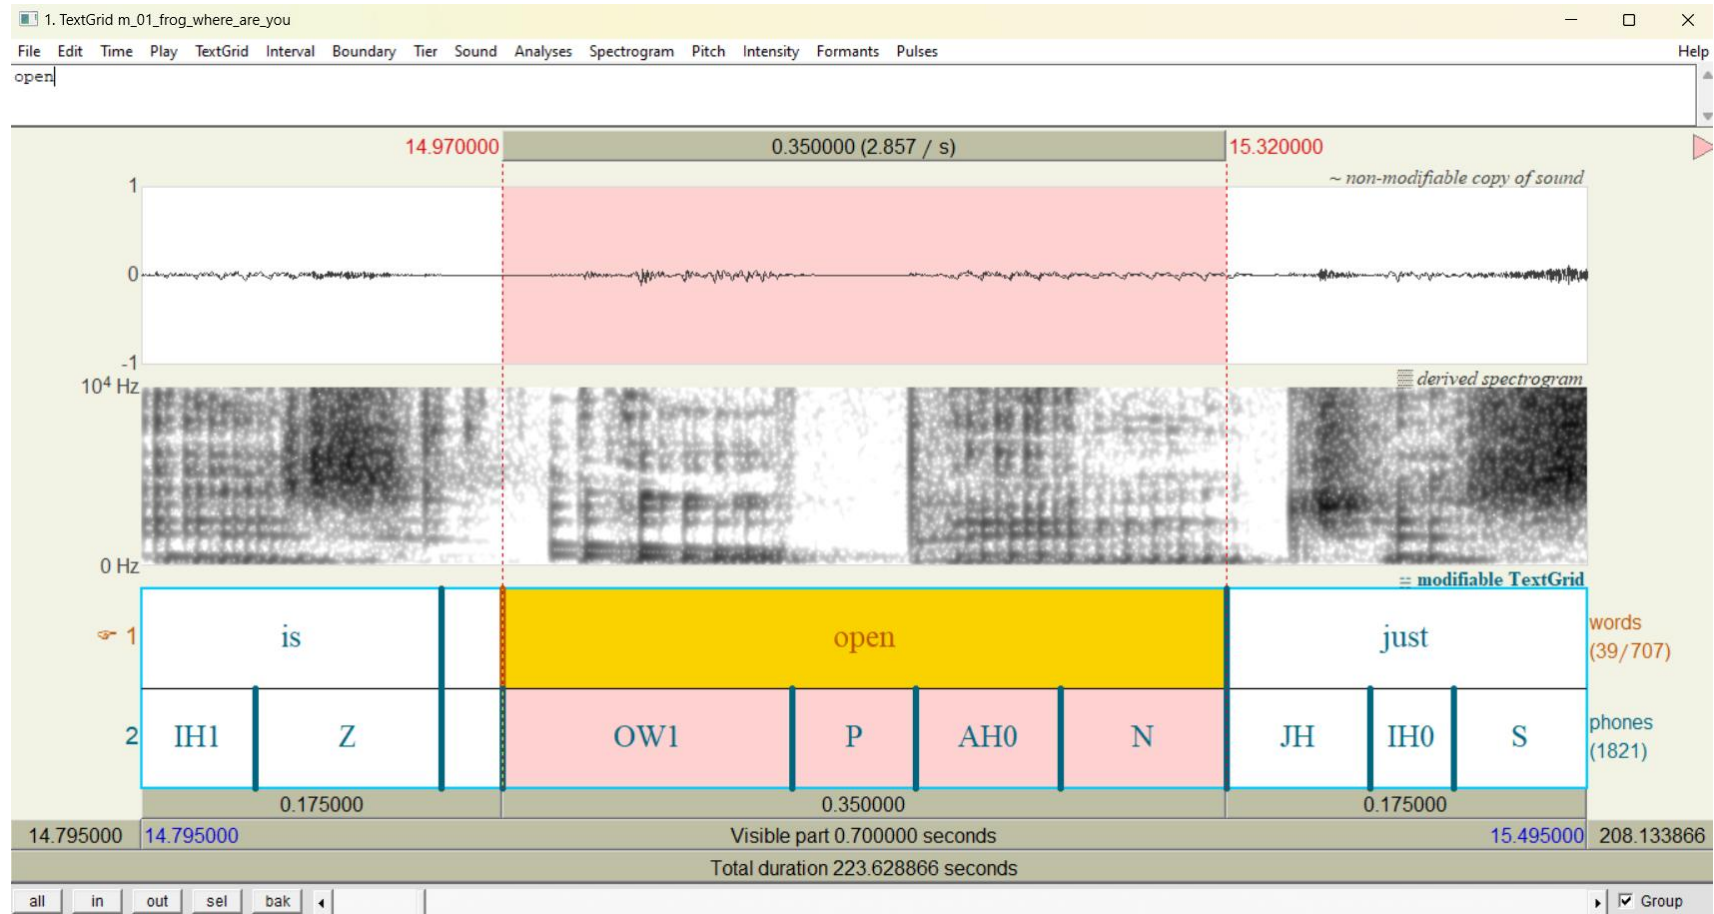 1. TextGrid m_01_frog_where_are_you
File Edit Time Play TextGrid Interval Boundary Tier Sound Analyses Spectrogram Pitch Intensity Formants Pulses Help
open
14.970000 0.350000 (2.857 / s) 15.320000
~ non-modifiable copy of sound
1
0
-1
derived spectrogram
10⁴ Hz
0 Hz
modifiable TextGrid
1 is open just words
(39/707)
2 IH1 Z OW1 P AH0 N JH IH0 S phones
(1821)
0.175000 0.350000 0.175000
14.795000 14.795000 Visible part 0.700000 seconds 15.495000 208.133866
Total duration 223.628866 seconds
all in out sel bak Group